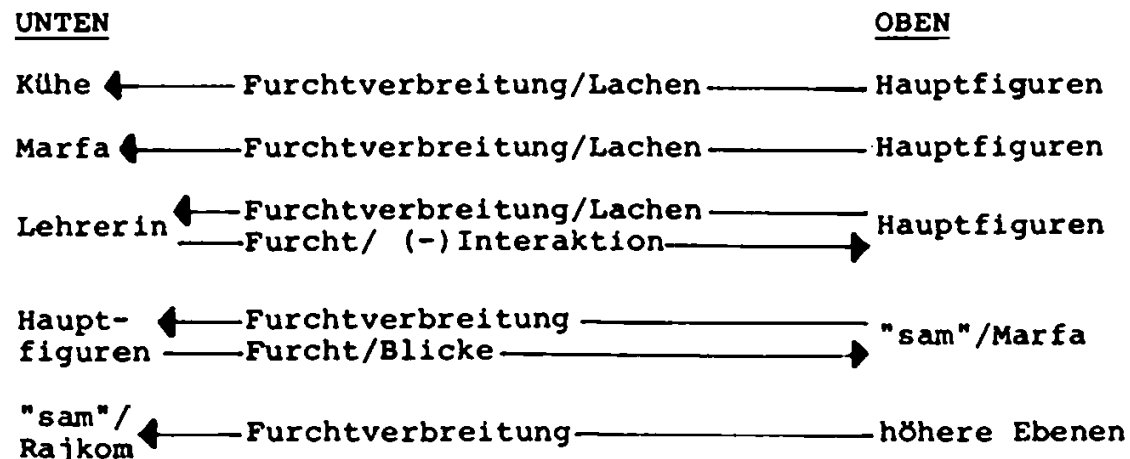 UNTEN OBEN
Kühe Furchtverbreitung/Lachen Hauptfiguren
Marfa Furchtverbreitung/Lachen Hauptfiguren
Furchtverbreitung/Lachen
Lehrerin Hauptfiguren
Furcht/ (-)Interaktion
Haupt- Furchtverbreitung
"sam"/Marfa
figuren Furcht/Blicke
"sam"/
Furchtverbreitung höhere Ebenen
Rajkom